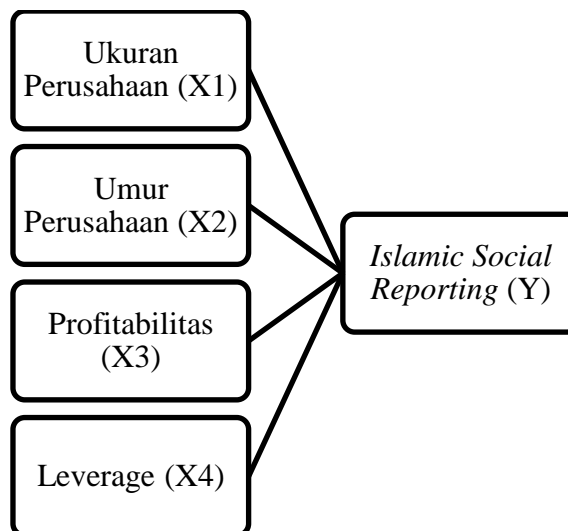 Ukuran
Perusahaan (X1)
Umur
Perusahaan (X2)
Profitabilitas
(X3)
Leverage (X4)
Islamic Social
Reporting (Y)